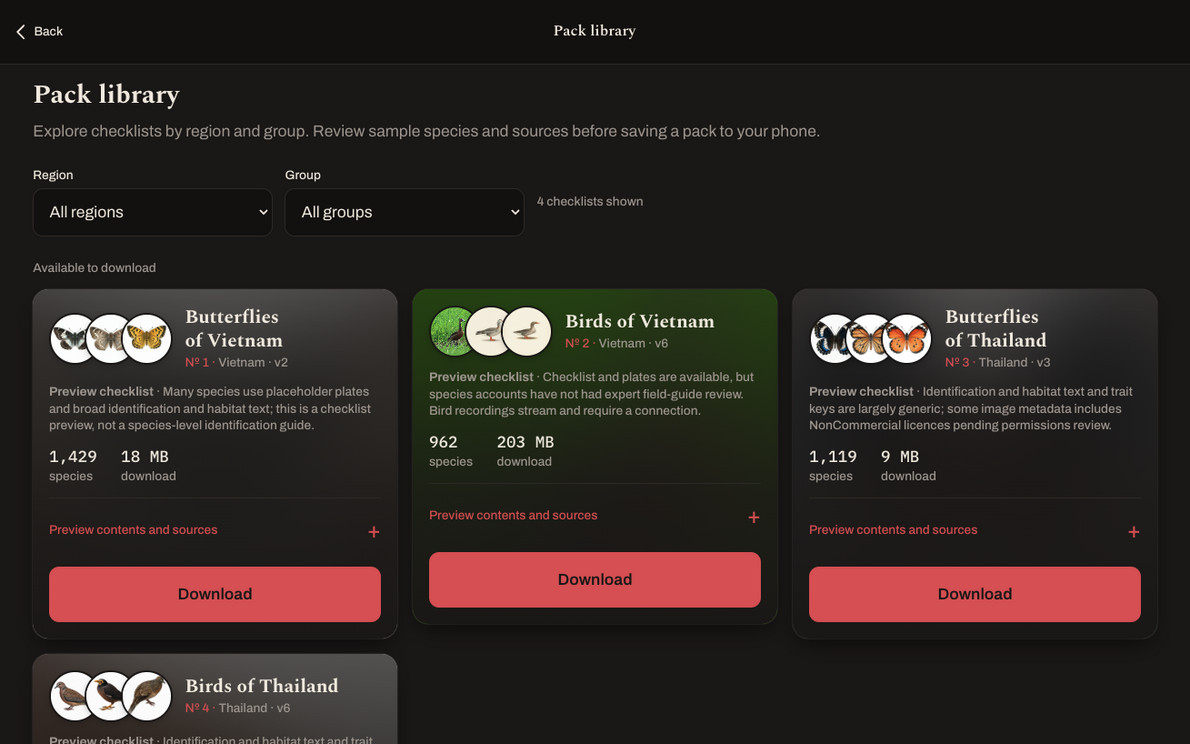 Back
Pack library
Pack library
Explore checklists by region and group. Review sample species and sources before saving a pack to your phone.
Region
Group
All regions
All groups
4 checklists shown
Available to download
Butterflies
of Vietnam
Nº 1 · Vietnam · v2
Preview checklist · Many species use placeholder plates
and broad identification and habitat text; this is a checklist
preview, not a species-level identification guide.
1,429
18 MB
species
download
Preview contents and sources
+
Download
Birds of Vietnam
Nº 2 · Vietnam · v6
Preview checklist · Checklist and plates are available, but
species accounts have not had expert field-guide review.
Bird recordings stream and require a connection.
962
203 MB
species
download
Preview contents and sources
+
Download
Butterflies
of Thailand
Nº 3 · Thailand · v3
Preview checklist · Identification and habitat text and trait
keys are largely generic; some image metadata includes
NonCommercial licences pending permissions review.
1,119
9 MB
species
download
Preview contents and sources
+
Download
Birds of Thailand
Nº 4 · Thailand · v6
Preview checklist · Identification and habitat text and trait